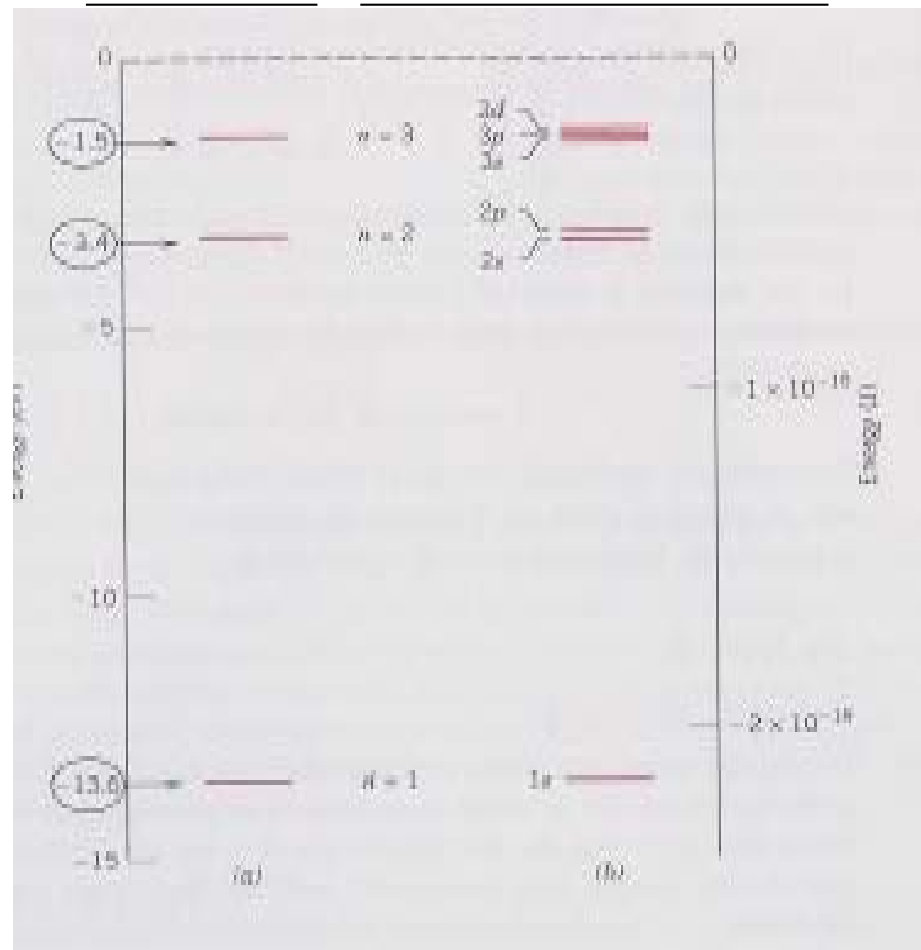 0 0
3d
-1.5 n = 3 3p
3s
2p
-3.4 n = 2
2s
-5
1 × 10⁻¹⁸
-10
-2 × 10⁻¹⁸
-13.6 n = 1 1s
-15
(a) (b)